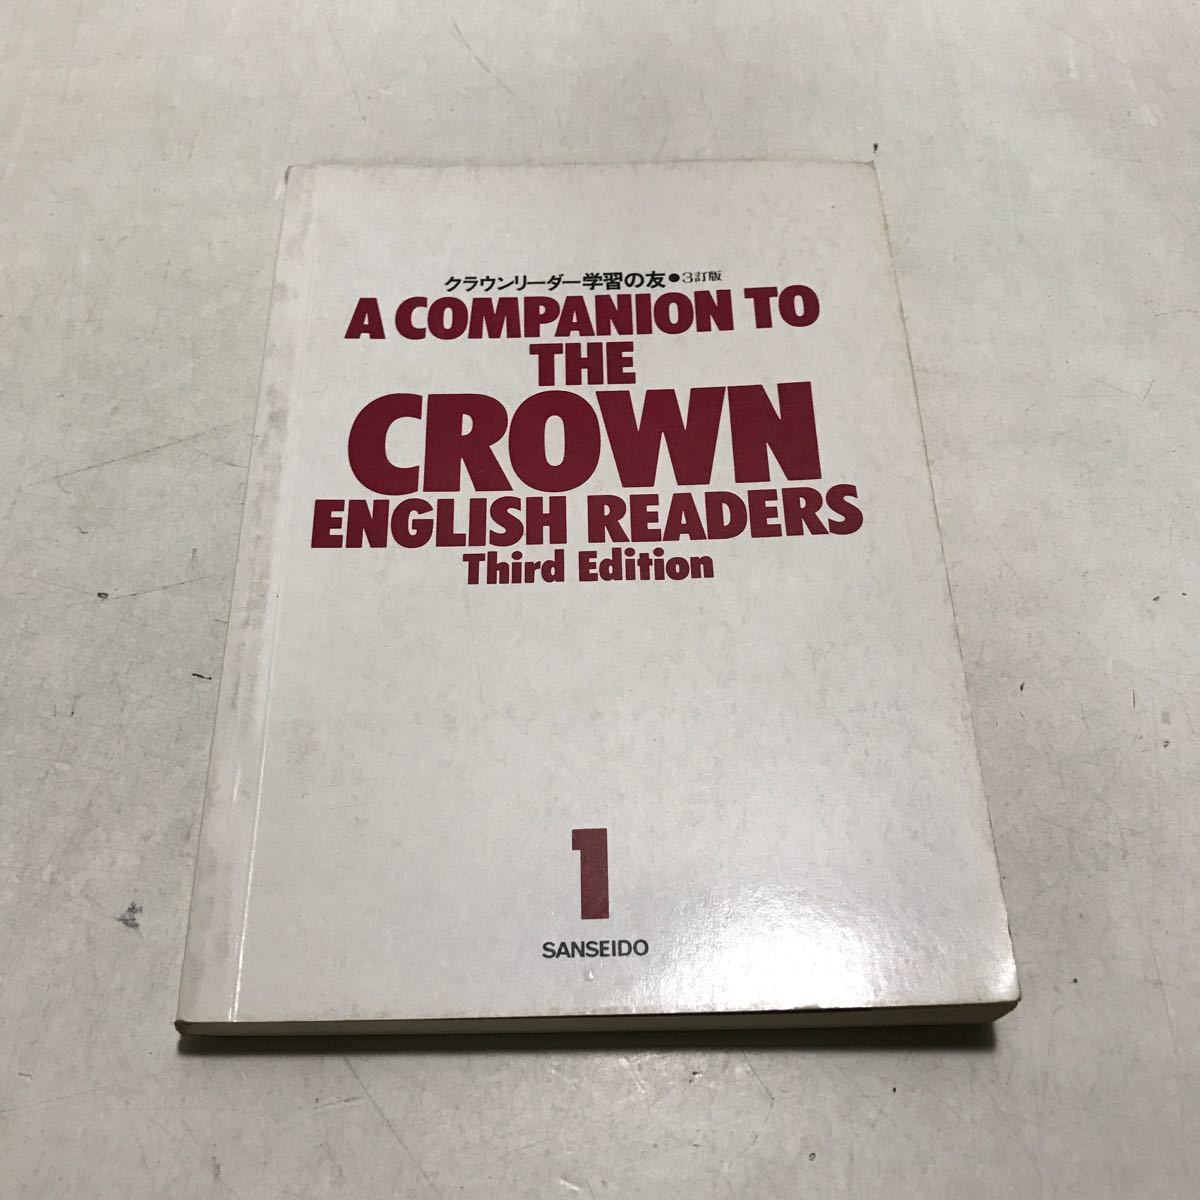 クラウンリーダー学習の友●3訂版
A COMPANION TO
THE
CROWN
ENGLISH READERS
Third Edition
1
SANSEIDO